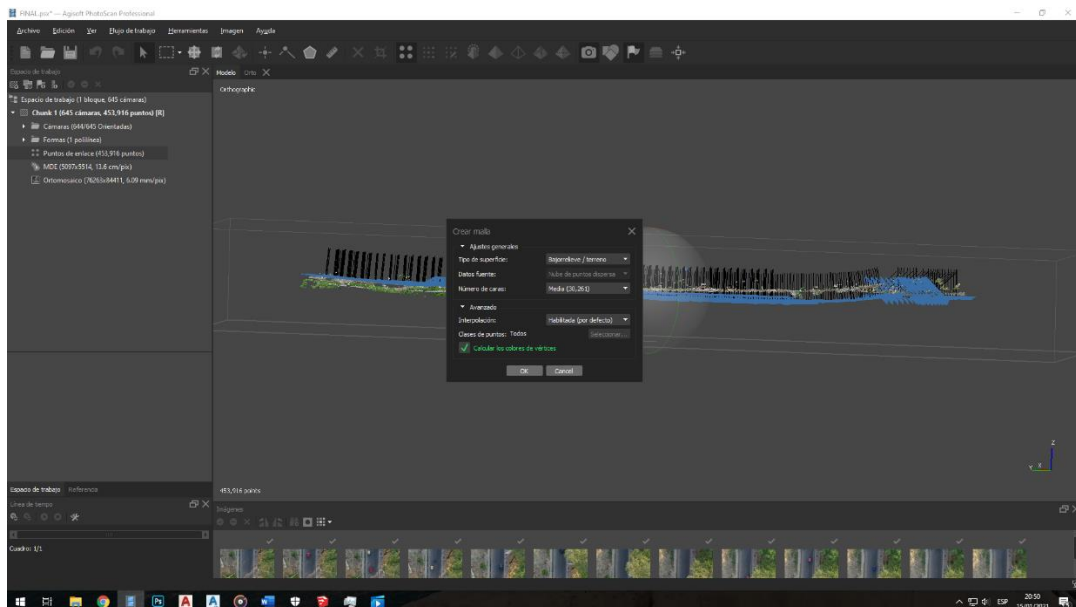 FINAL.psx* — Agisoft PhotoScan Professional
Archivo Edición Ver Flujo de trabajo Herramientas Imagen Ayuda
Espacio de trabajo
Modelo Orto
Espacio de trabajo (1 bloque, 645 cámaras)
Chunk 1 (645 cámaras, 453,916 puntos) [R]
Cámaras (644/645 Orientadas)
Formas (1 polilínea)
Puntos de enlace (453,916 puntos)
MDE (5097x5514, 13.6 cm/pix)
Ortomosaico (76263x84411, 6.09 mm/pix)
Orthographic
Crear malla
Ajustes generales
Tipo de superficie: Bajorrelieve / terreno
Datos fuente: Nube de puntos dispersa
Número de caras: Media (30,261)
Avanzado
Interpolación: Habilitada (por defecto)
Clases de puntos: Todos Seleccionar...
Calcular los colores de vértices
OK Cancel
Z
Y X
453,916 points
Espacio de trabajo Referencia
Línea de tiempo
Cuadro: 1/1
Imágenes
ESP
20:50